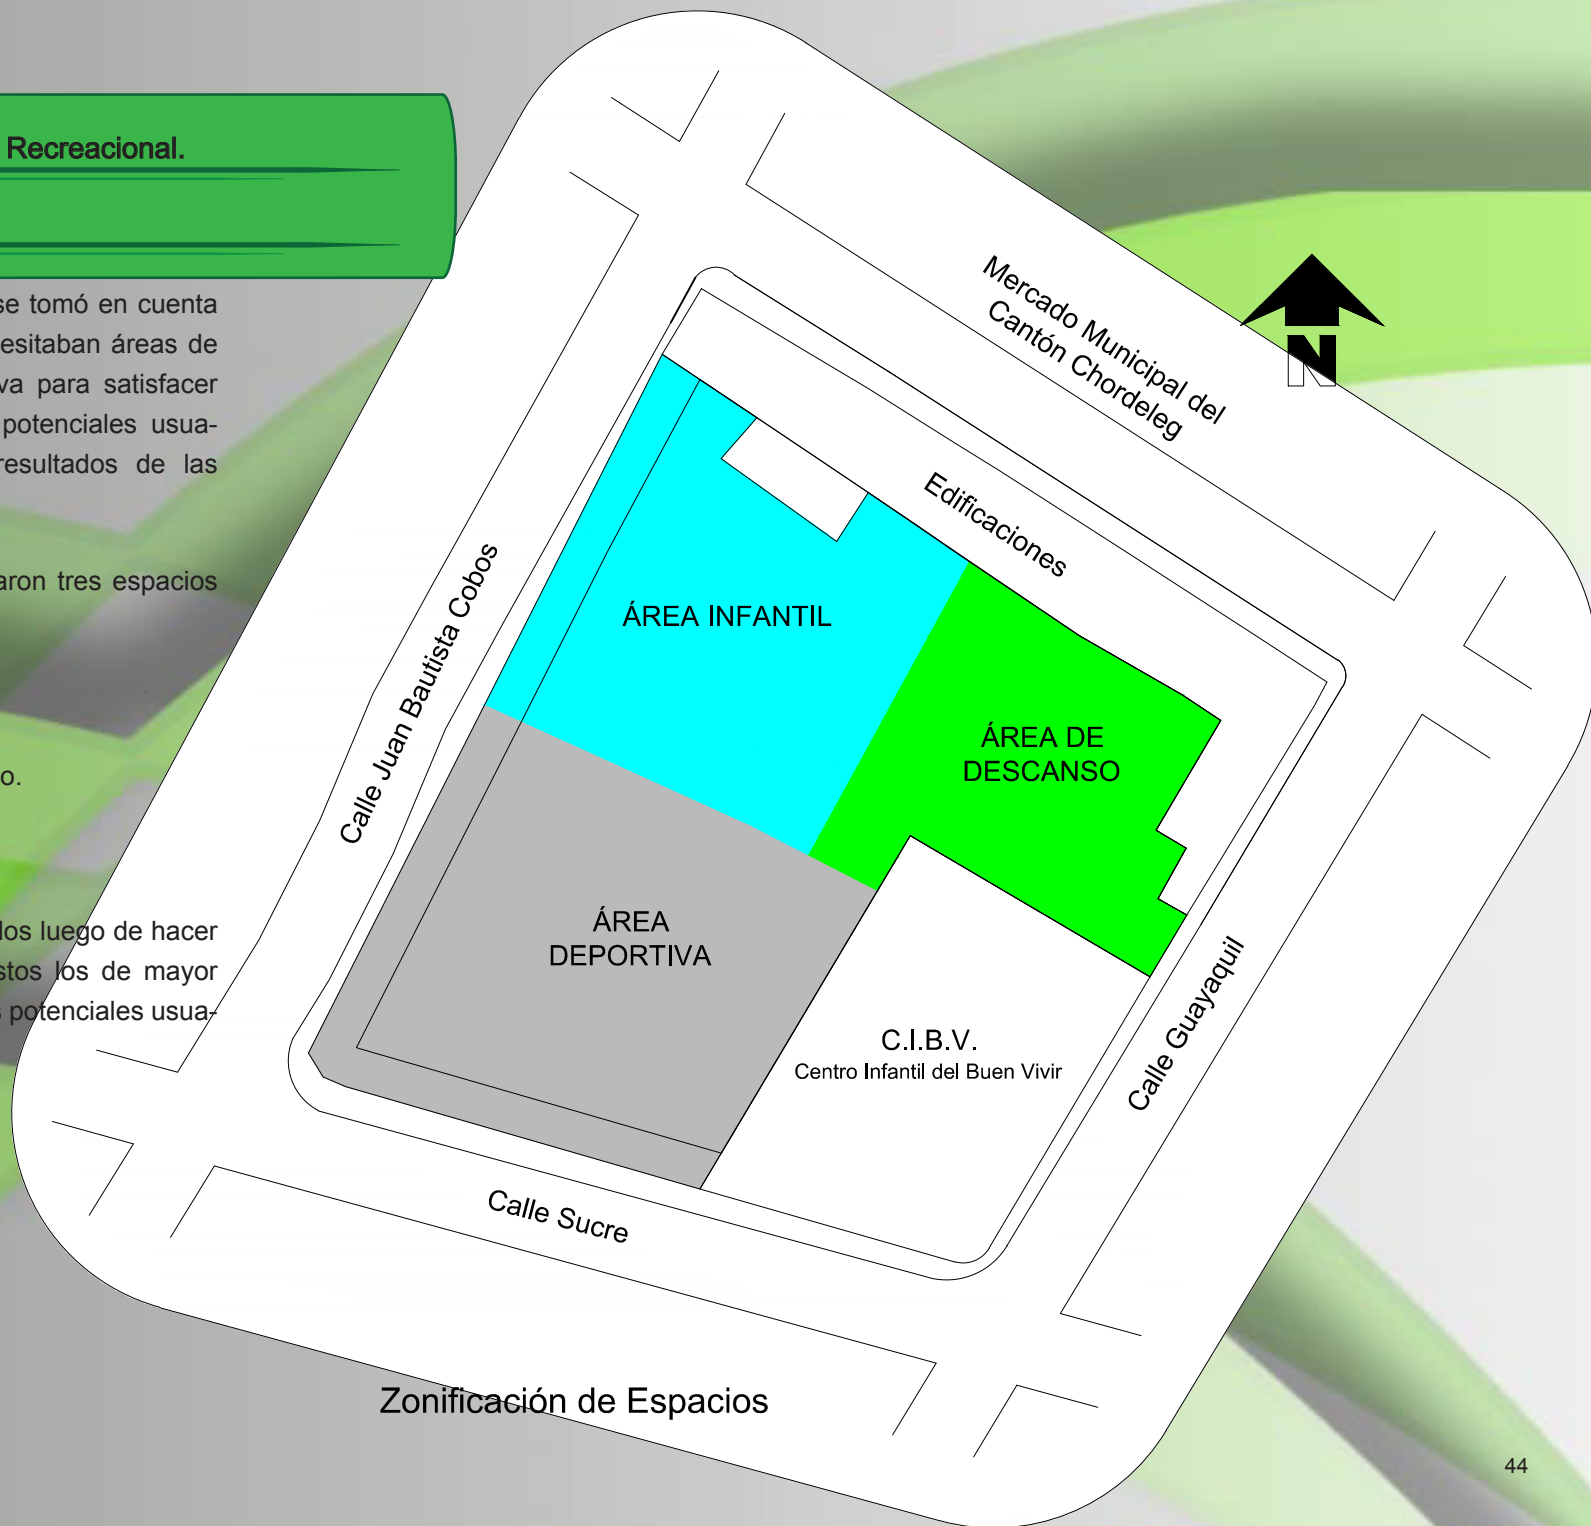 Recreacional.
se tomó en cuenta
esitaban áreas de
va para satisfacer
potenciales usua-
resultados de las
aron tres espacios
o.
los luego de hacer
stos los de mayor
s potenciales usua-
Mercado Municipal del
Cantón Chordeleg
N
Edificaciones
Calle Juan Bautista Cobos
ÁREA INFANTIL
ÁREA DE
DESCANSO
ÁREA
DEPORTIVA
C.I.B.V.
Centro Infantil del Buen Vivir
Calle Guayaquil
Calle Sucre
Zonificación de Espacios
44